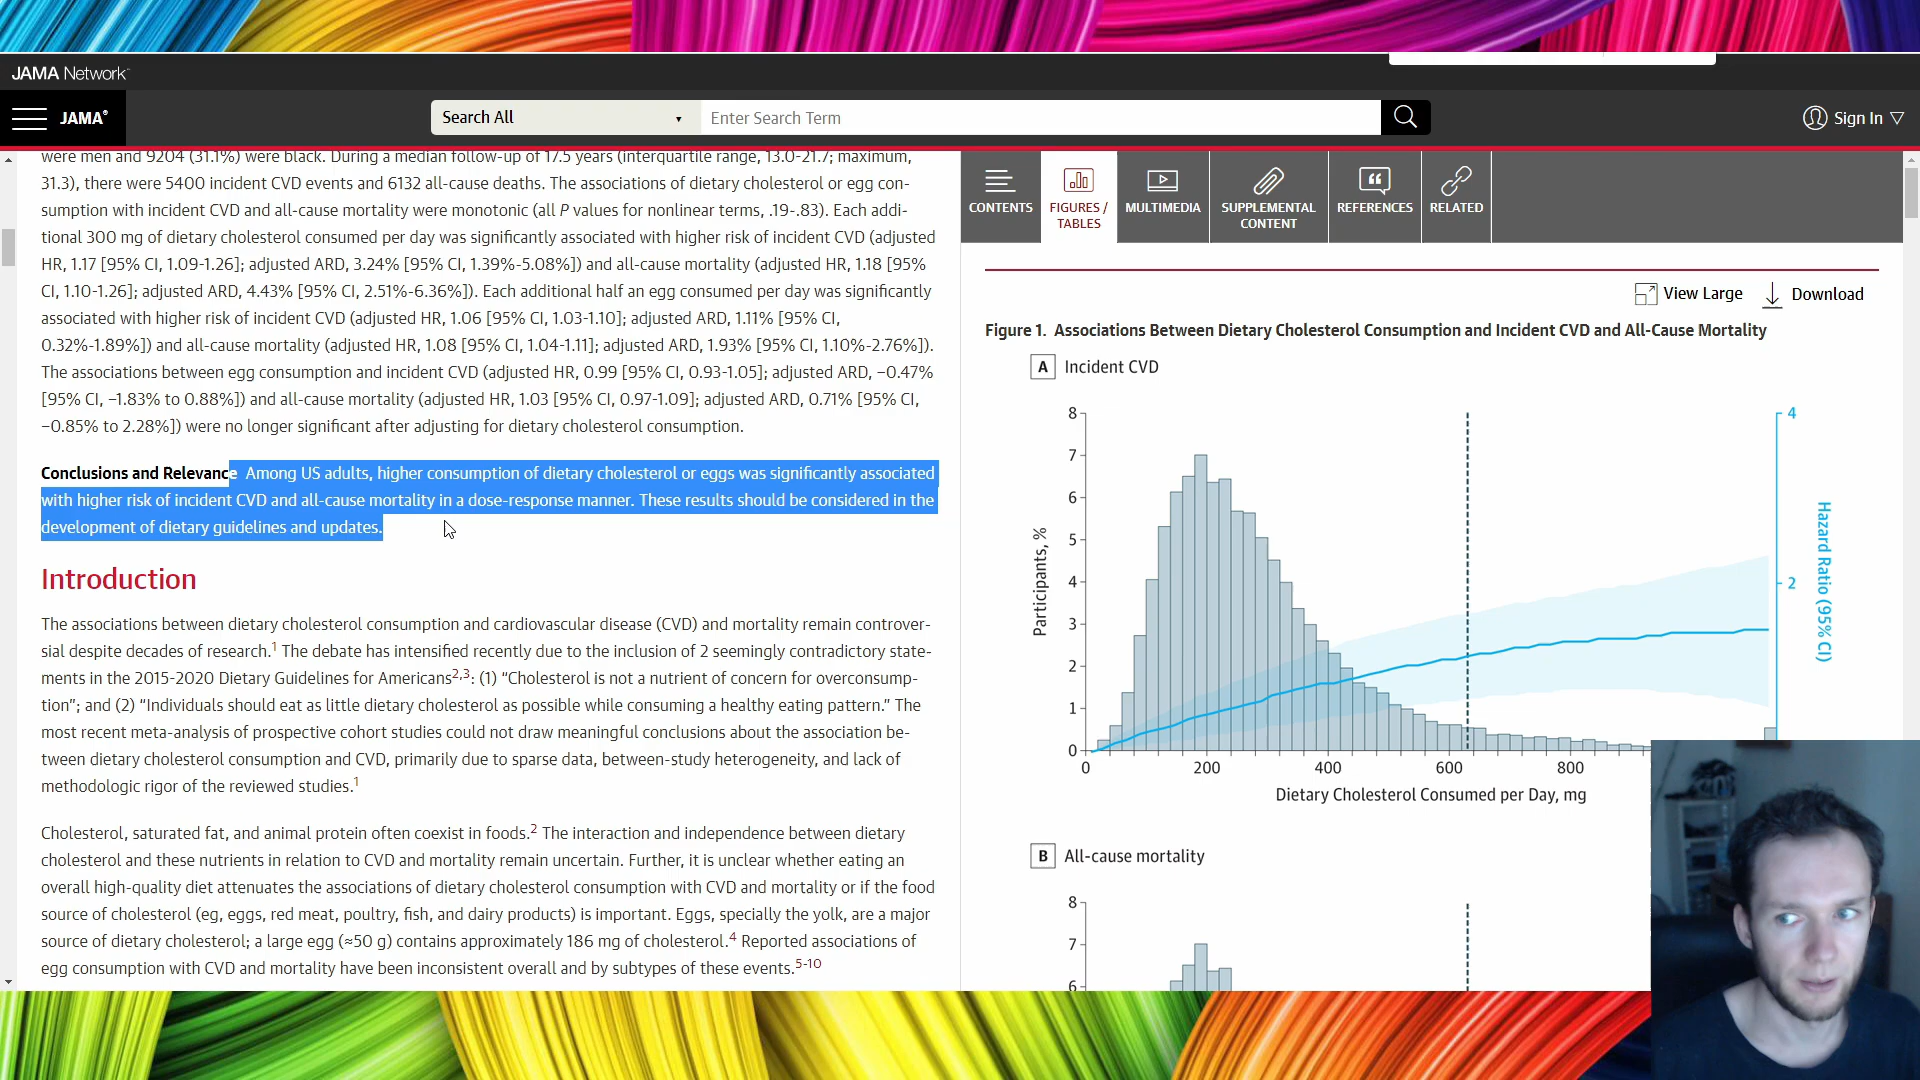 JAMA Network
JAMA®
Search All
Enter Search Term
Sign In
were men and 9204 (31.1%) were black. During a median follow-up of 17.5 years (interquartile range, 13.0-21.7; maximum,
31.3), there were 5400 incident CVD events and 6132 all-cause deaths. The associations of dietary cholesterol or egg con-
sumption with incident CVD and all-cause mortality were monotonic (all P values for nonlinear terms, .19-.83). Each addi-
tional 300 mg of dietary cholesterol consumed per day was significantly associated with higher risk of incident CVD (adjusted
HR, 1.17 [95% CI, 1.09-1.26]; adjusted ARD, 3.24% [95% CI, 1.39%-5.08%]) and all-cause mortality (adjusted HR, 1.18 [95%
CI, 1.10-1.26]; adjusted ARD, 4.43% [95% CI, 2.51%-6.36%]). Each additional half an egg consumed per day was significantly
associated with higher risk of incident CVD (adjusted HR, 1.06 [95% CI, 1.03-1.10]; adjusted ARD, 1.11% [95% CI,
0.32%-1.89%]) and all-cause mortality (adjusted HR, 1.08 [95% CI, 1.04-1.11]; adjusted ARD, 1.93% [95% CI, 1.10%-2.76%]).
The associations between egg consumption and incident CVD (adjusted HR, 0.99 [95% CI, 0.93-1.05]; adjusted ARD, −0.47%
[95% CI, −1.83% to 0.88%]) and all-cause mortality (adjusted HR, 1.03 [95% CI, 0.97-1.09]; adjusted ARD, 0.71% [95% CI,
−0.85% to 2.28%]) were no longer significant after adjusting for dietary cholesterol consumption.
Conclusions and Relevance Among US adults, higher consumption of dietary cholesterol or eggs was significantly associated
with higher risk of incident CVD and all-cause mortality in a dose-response manner. These results should be considered in the
development of dietary guidelines and updates.
Introduction
The associations between dietary cholesterol consumption and cardiovascular disease (CVD) and mortality remain controver-
sial despite decades of research.1 The debate has intensified recently due to the inclusion of 2 seemingly contradictory state-
ments in the 2015-2020 Dietary Guidelines for Americans2,3: (1) “Cholesterol is not a nutrient of concern for overconsump-
tion”; and (2) “Individuals should eat as little dietary cholesterol as possible while consuming a healthy eating pattern.” The
most recent meta-analysis of prospective cohort studies could not draw meaningful conclusions about the association be-
tween dietary cholesterol consumption and CVD, primarily due to sparse data, between-study heterogeneity, and lack of
methodologic rigor of the reviewed studies.1
Cholesterol, saturated fat, and animal protein often coexist in foods.2 The interaction and independence between dietary
cholesterol and these nutrients in relation to CVD and mortality remain uncertain. Further, it is unclear whether eating an
overall high-quality diet attenuates the associations of dietary cholesterol consumption with CVD and mortality or if the food
source of cholesterol (eg, eggs, red meat, poultry, fish, and dairy products) is important. Eggs, specially the yolk, are a major
source of dietary cholesterol; a large egg (≈50 g) contains approximately 186 mg of cholesterol.4 Reported associations of
egg consumption with CVD and mortality have been inconsistent overall and by subtypes of these events.5-10
CONTENTS
FIGURES /
TABLES
MULTIMEDIA
SUPPLEMENTAL
CONTENT
REFERENCES
RELATED
View Large
Download
Figure 1. Associations Between Dietary Cholesterol Consumption and Incident CVD and All-Cause Mortality
A Incident CVD
8
7
6
5
4
3
2
1
0
Participants, %
4
2
Hazard Ratio (95% CI)
0 200 400 600 800
Dietary Cholesterol Consumed per Day, mg
B All-cause mortality
8
7
6